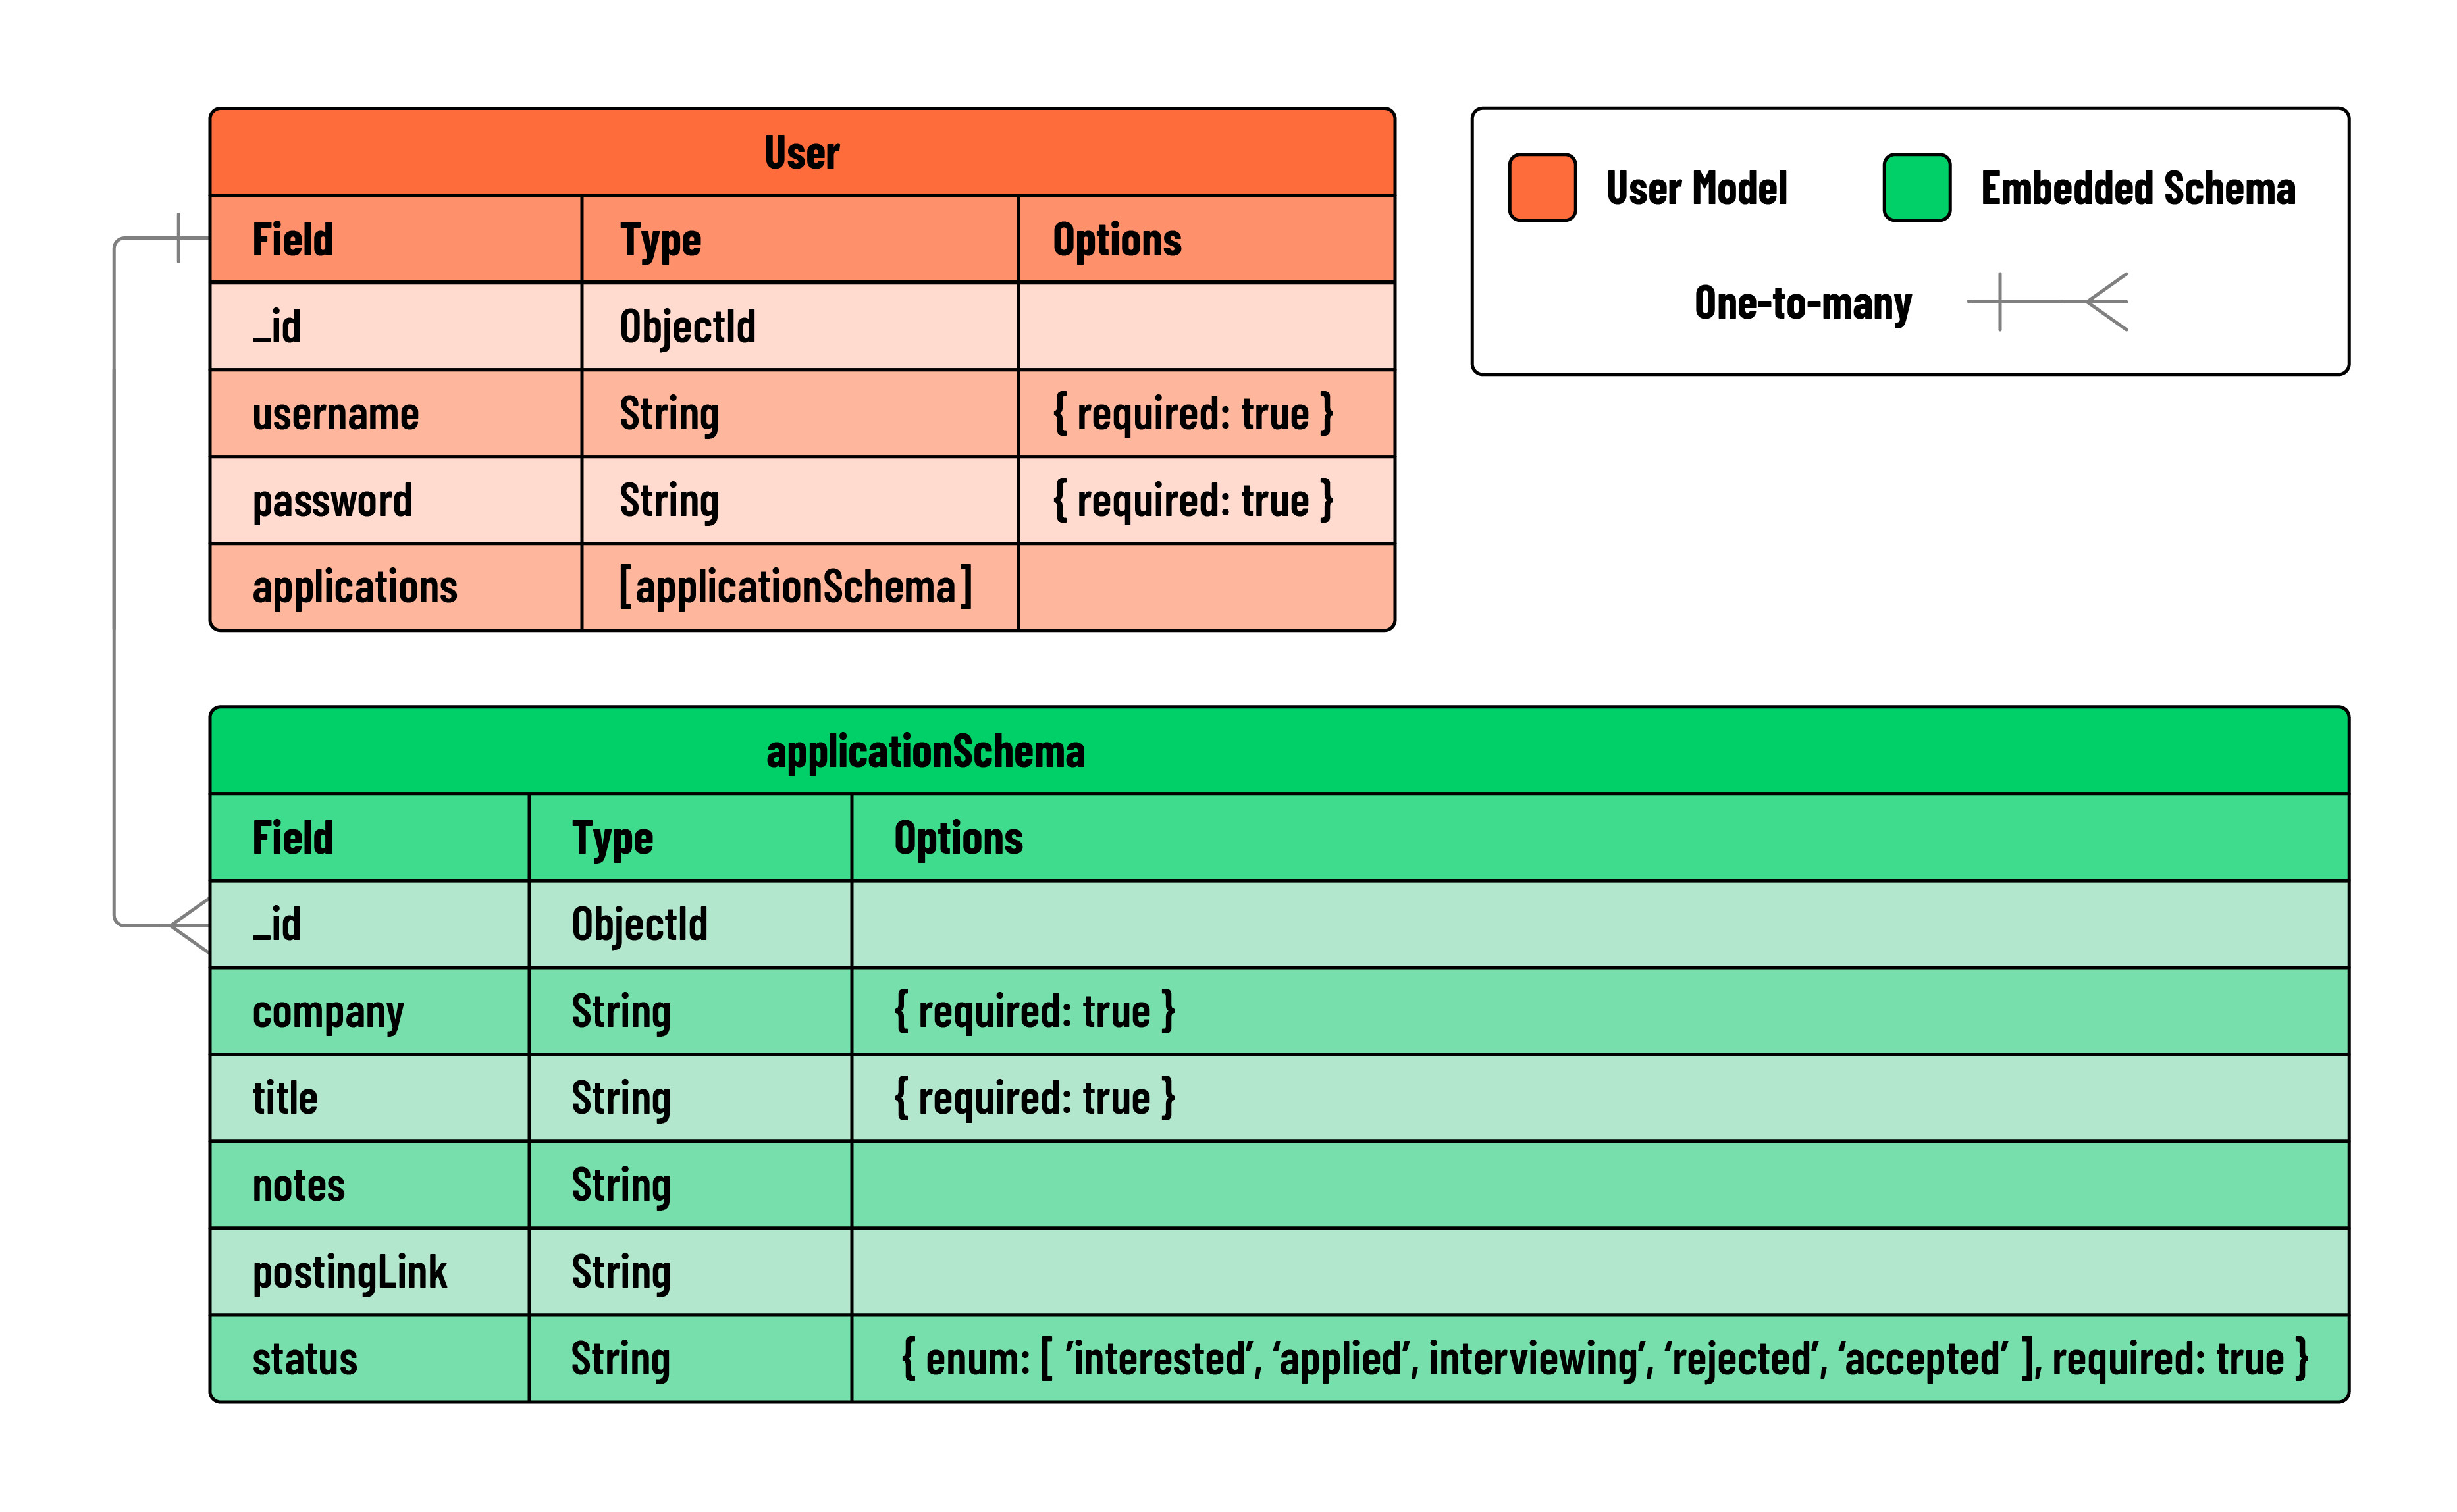 User
Field Type Options
_id ObjectId
username String { required: true }
password String { required: true }
applications [applicationSchema]
User Model Embedded Schema
One-to-many
applicationSchema
Field Type Options
_id ObjectId
company String { required: true }
title String { required: true }
notes String
postingLink String
status String { enum: [ ’interested’, ‘applied’, interviewing’, ‘rejected’, ‘accepted’ ], required: true }